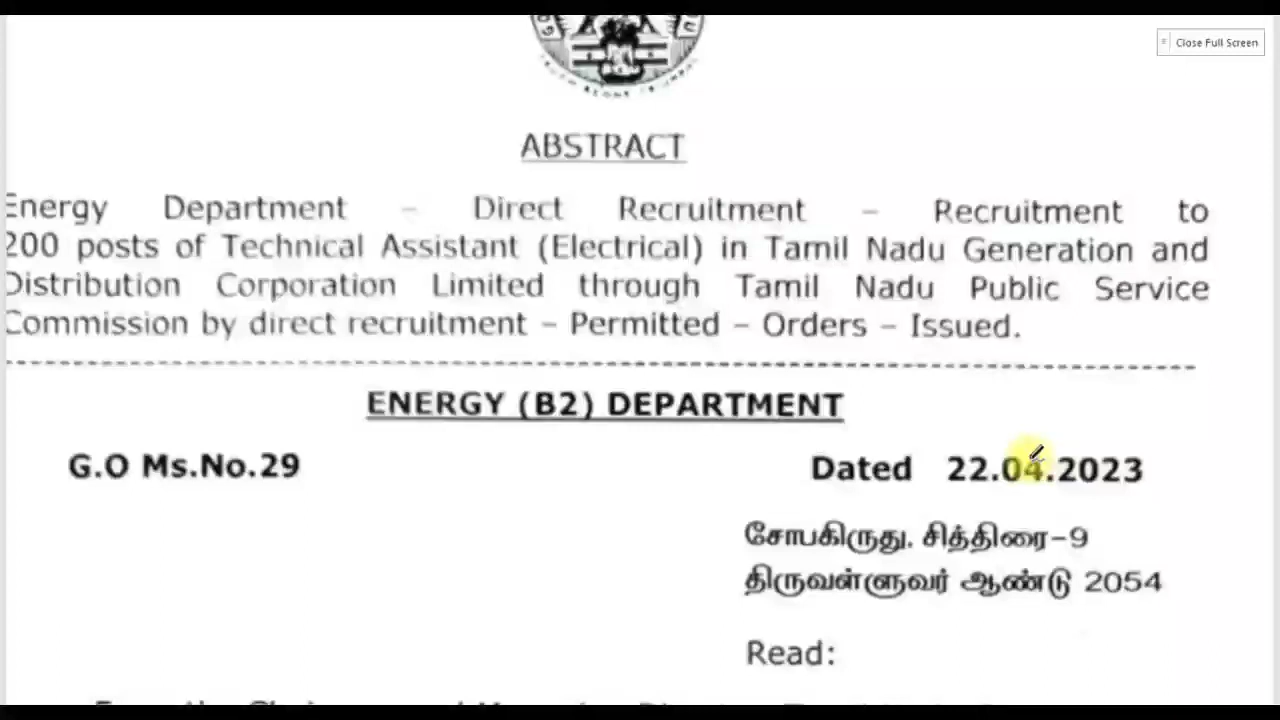 Close Full Screen
ABSTRACT
Energy Department – Direct Recruitment – Recruitment to
200 posts of Technical Assistant (Electrical) in Tamil Nadu Generation and
Distribution Corporation Limited through Tamil Nadu Public Service
Commission by direct recruitment – Permitted – Orders – Issued.
ENERGY (B2) DEPARTMENT
G.O Ms.No.29 Dated 22.04.2023
சோபகிருது, சித்திரை-9
திருவள்ளுவர் ஆண்டு 2054
Read: